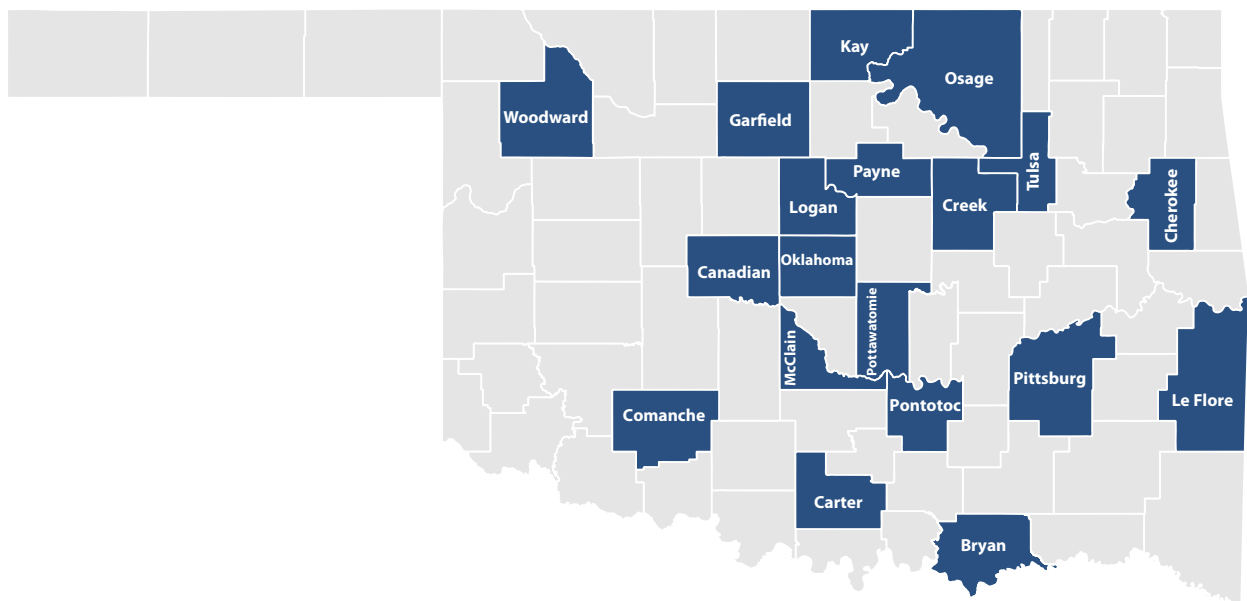 Kay
Osage
Woodward
Garfield
Tulsa
Payne
Cherokee
Creek
Logan
Oklahoma
Canadian
Pottawatomie
McClain
Pittsburg
Le Flore
Pontotoc
Comanche
Carter
Bryan